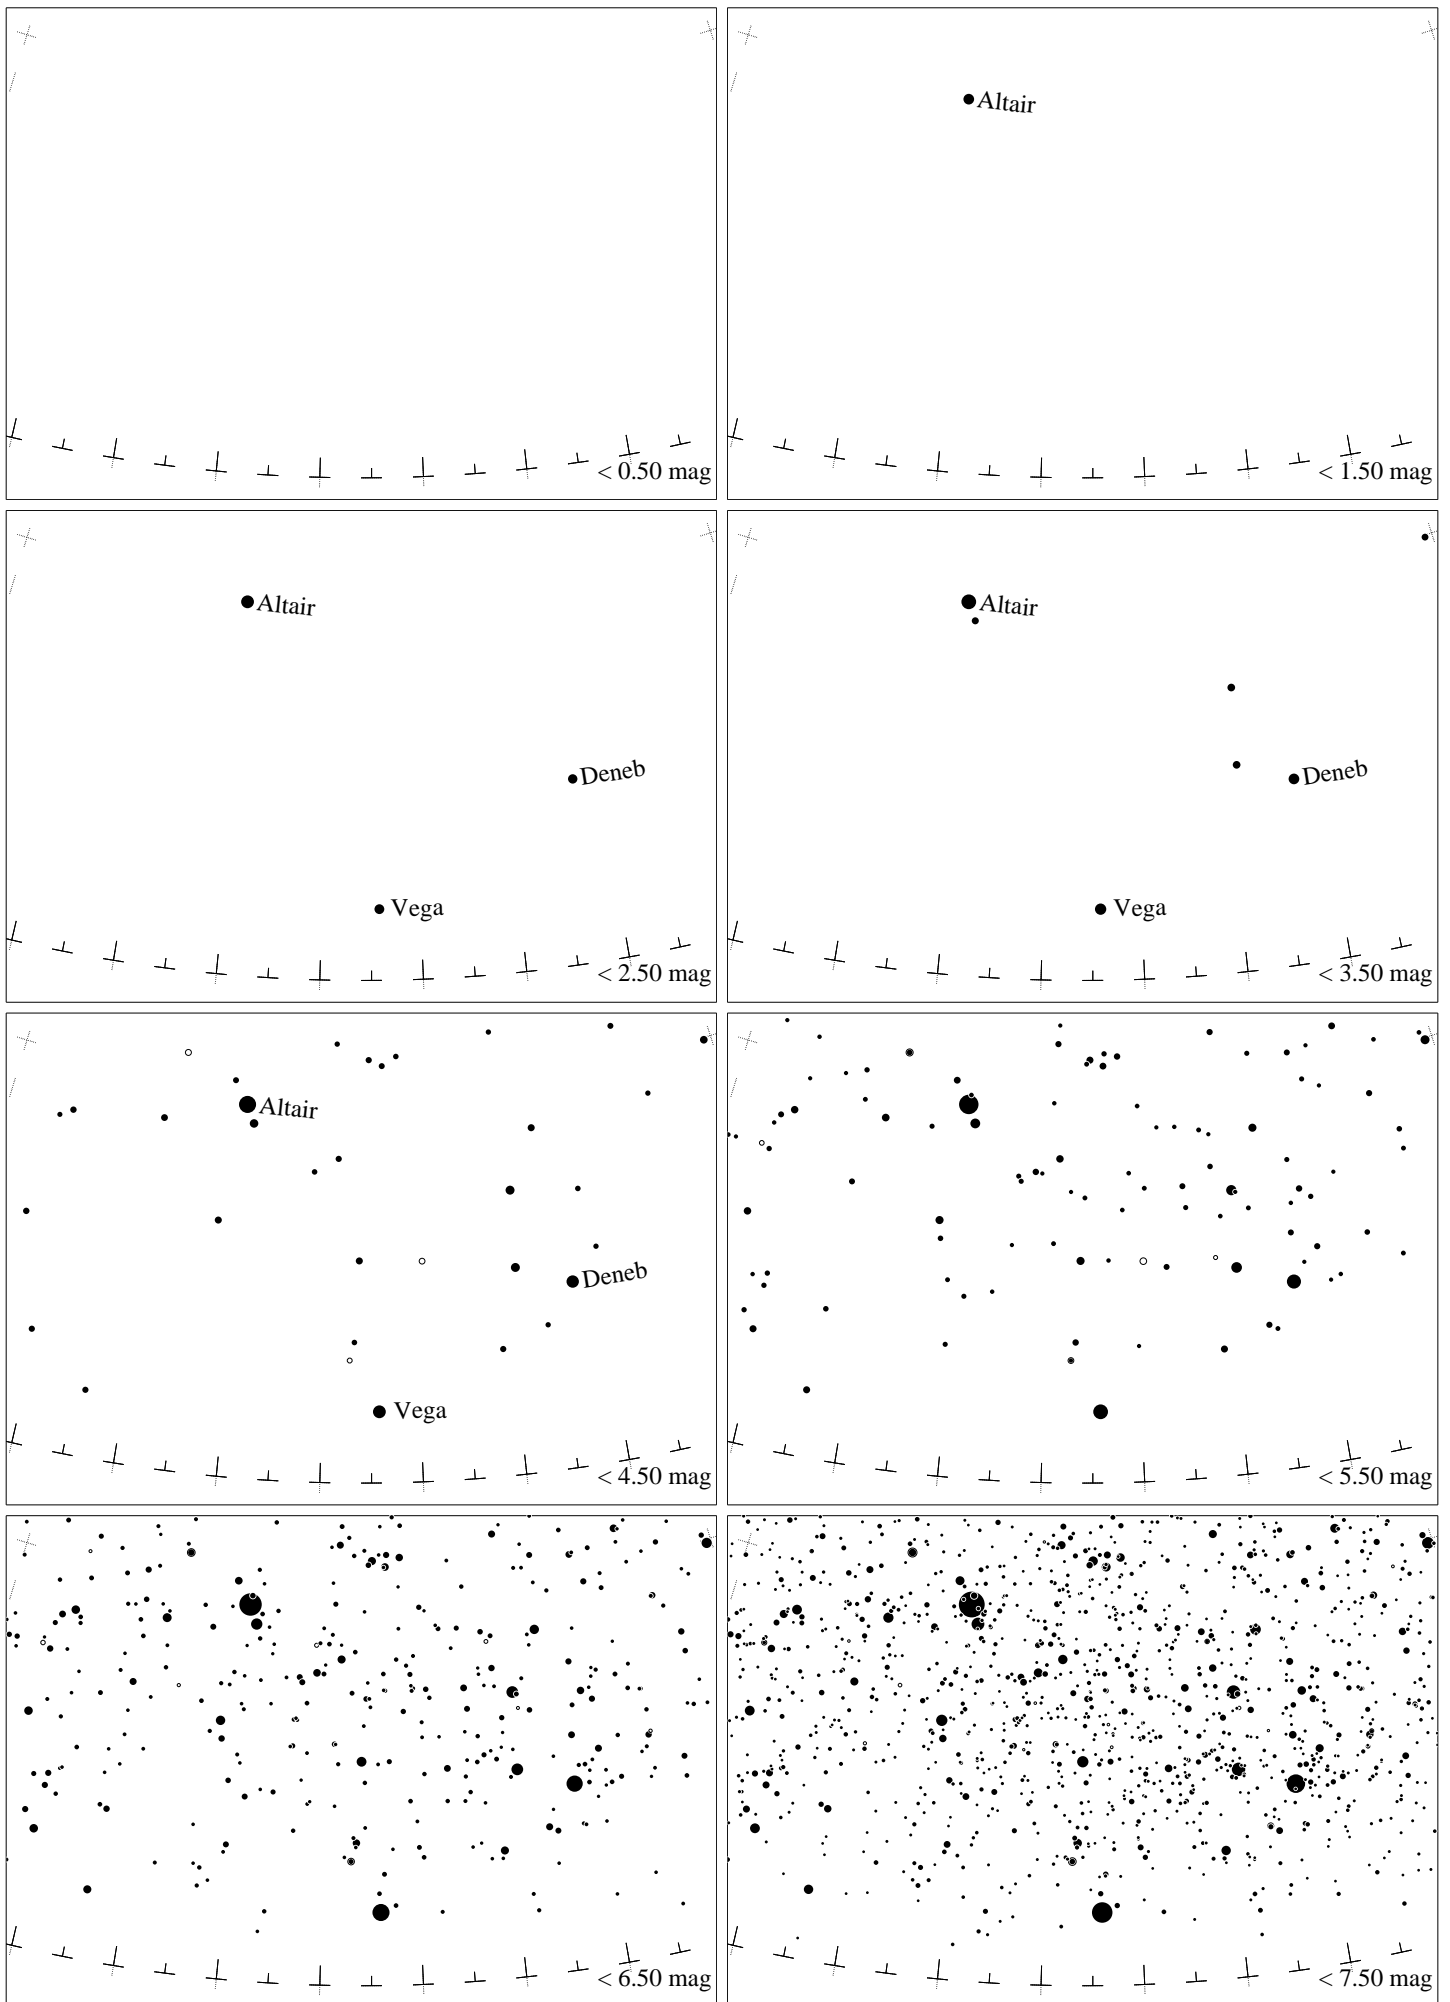 < 0.50 mag
Altair
< 1.50 mag
Altair
Deneb
Vega
< 2.50 mag
Altair
Deneb
Vega
< 3.50 mag
Altair
Deneb
Vega
< 4.50 mag
< 5.50 mag
< 6.50 mag
< 7.50 mag